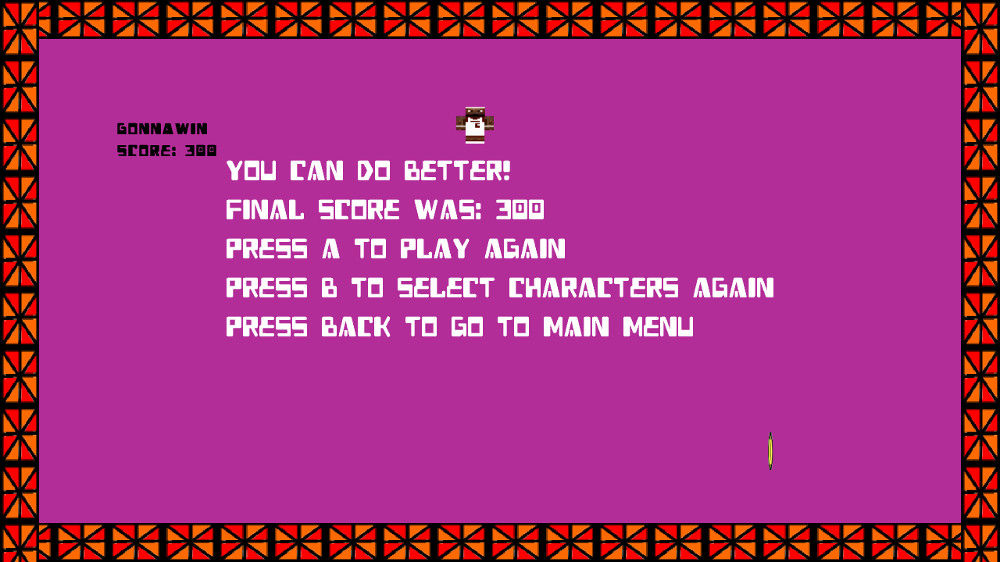 GONNAWIN
SCORE: 300
YOU CAN DO BETTER!
FINAL SCORE WAS: 300
PRESS A TO PLAY AGAIN
PRESS B TO SELECT CHARACTERS AGAIN
PRESS BACK TO GO TO MAIN MENU